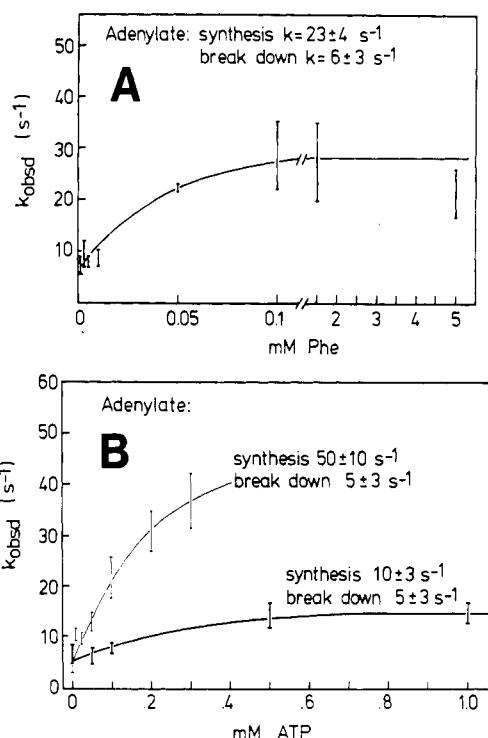 Adenylate: synthesis k=23±4 s⁻¹
break down k=6±3 s⁻¹
A
50
40
30
20
10
kobsd (s⁻¹)
0 0.05 0.1 2 3 4 5
mM Phe
60
50
40
30
20
10
0
kobsd (s⁻¹)
Adenylate:
B
synthesis 50±10 s⁻¹
break down 5±3 s⁻¹
synthesis 10±3 s⁻¹
break down 5±3 s⁻¹
0 .2 .4 .6 .8 1.0
mM ATP